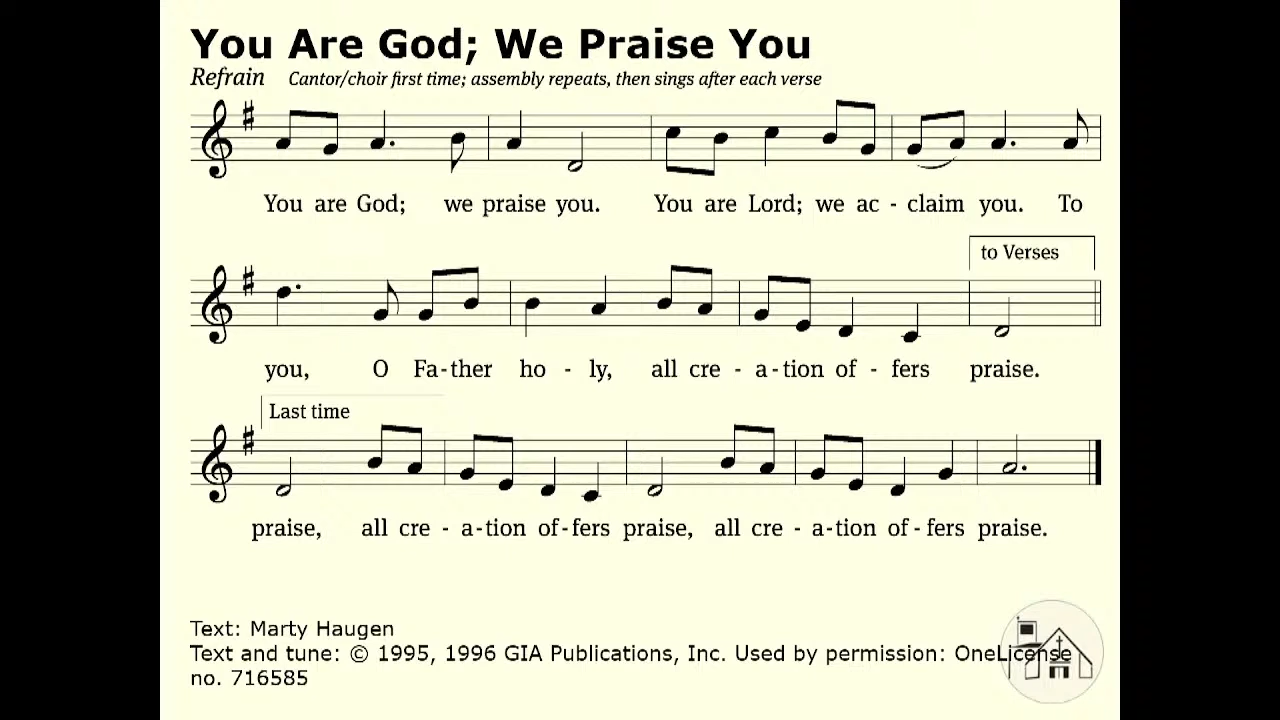 You Are God; We Praise You
Refrain Cantor/choir first time; assembly repeats, then sings after each verse
You are God; we praise you. You are Lord; we ac - claim you. To
to Verses
you, O Fa-ther ho - ly, all cre - a-tion of - fers praise.
Last time
praise, all cre - a-tion of-fers praise, all cre - a-tion of-fers praise.
Text: Marty Haugen
Text and tune: © 1995, 1996 GIA Publications, Inc. Used by permission: OneLicense
no. 716585